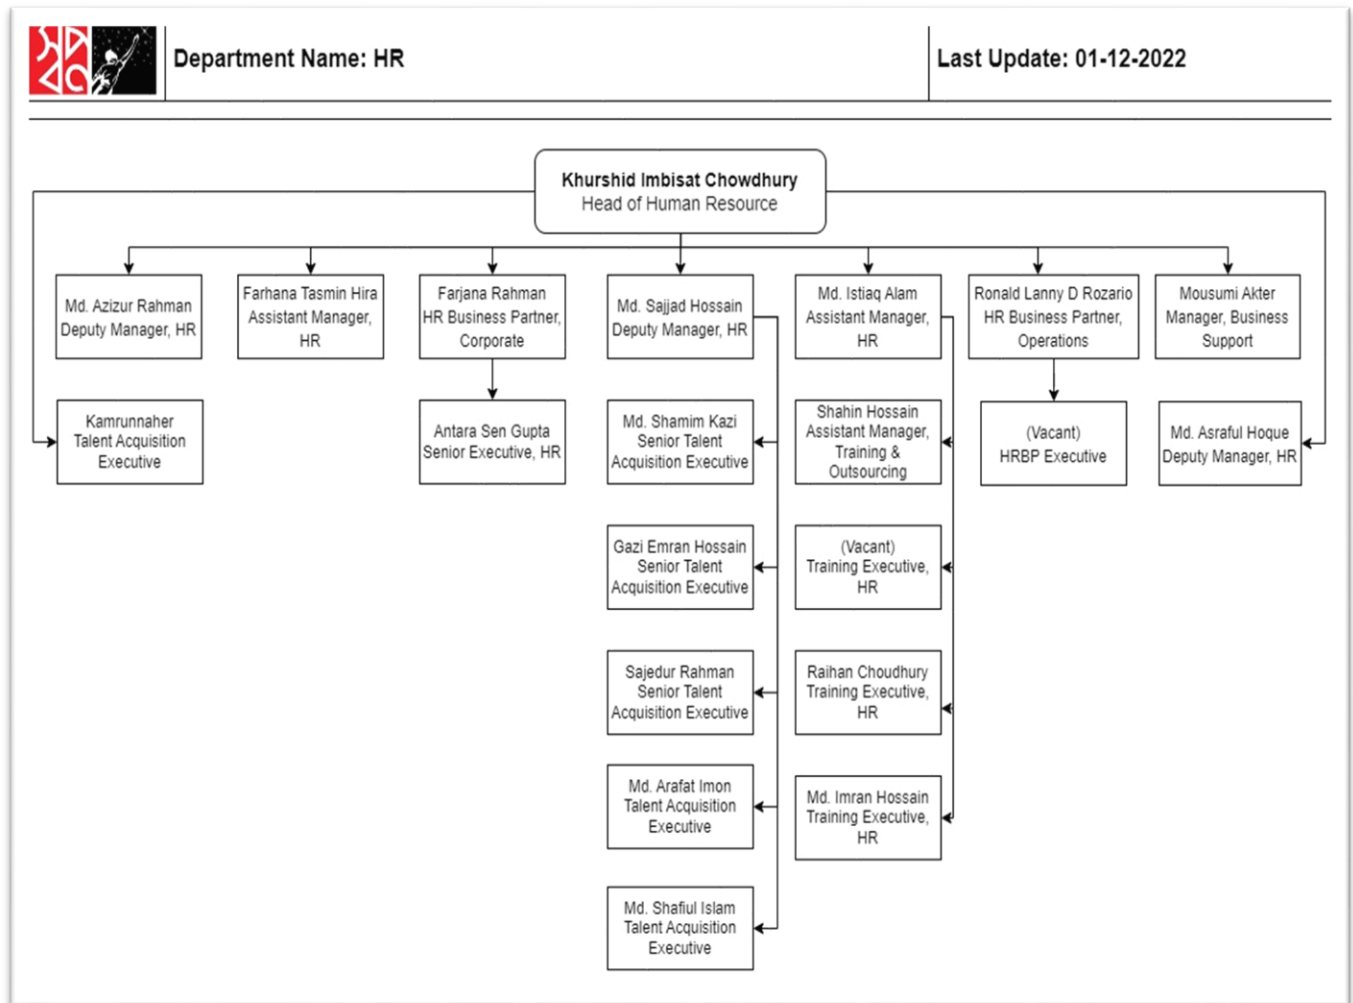 স্বপ্ন
Department Name: HR
Last Update: 01-12-2022
Khurshid Imbisat Chowdhury
Head of Human Resource
Md. Azizur Rahman
Deputy Manager, HR
Farhana Tasmin Hira
Assistant Manager,
HR
Farjana Rahman
HR Business Partner,
Corporate
Md. Sajjad Hossain
Deputy Manager, HR
Md. Istiaq Alam
Assistant Manager,
HR
Ronald Lanny D Rozario
HR Business Partner,
Operations
Mousumi Akter
Manager, Business
Support
Kamrunnaher
Talent Acquisition
Executive
Antara Sen Gupta
Senior Executive, HR
Md. Shamim Kazi
Senior Talent
Acquisition Executive
Shahin Hossain
Assistant Manager,
Training &
Outsourcing
(Vacant)
HRBP Executive
Md. Asraful Hoque
Deputy Manager, HR
Gazi Emran Hossain
Senior Talent
Acquisition Executive
(Vacant)
Training Executive,
HR
Sajedur Rahman
Senior Talent
Acquisition Executive
Raihan Choudhury
Training Executive,
HR
Md. Arafat Imon
Talent Acquisition
Executive
Md. Imran Hossain
Training Executive,
HR
Md. Shafiul Islam
Talent Acquisition
Executive